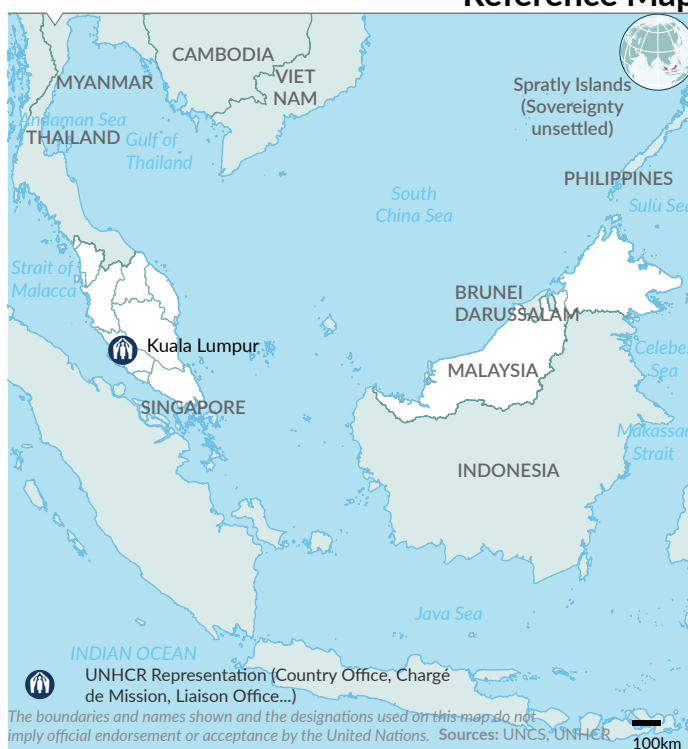 Reference Map
CAMBODIA
MYANMAR
VIET
NAM
Spratly Islands
(Sovereignty
unsettled)
Andaman Sea
THAILAND
Gulf of
Thailand
PHILIPPINES
South
China Sea
Sulu Sea
Strait of
Malacca
BRUNEI
DARUSSALAM
Kuala Lumpur
Celebes
Sea
MALAYSIA
SINGAPORE
Makassar
Strait
INDONESIA
Java Sea
INDIAN OCEAN
UNHCR Representation (Country Office, Chargé
de Mission, Liaison Office...)
The boundaries and names shown and the designations used on this map do not
imply official endorsement or acceptance by the United Nations. Sources: UNCS, UNHCR
100km